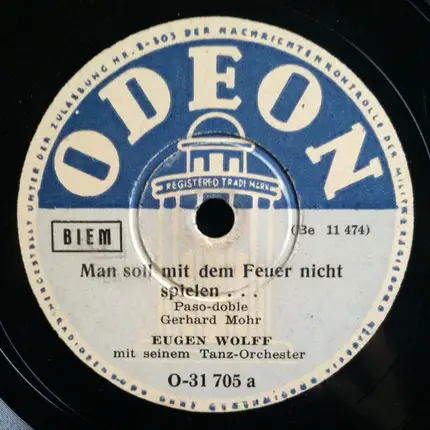 HERGESTELLT UNTER DER ZULASSUNG NR. B-303 DER NACHRICHTENKONTROLLE DER MILITÄR
ODEON
REGISTERED TRADE MARK
BIEM
(Be 11 474)
Man soll mit dem Feuer nicht
spielen . . .
Paso-doble
Gerhard Mohr
EUGEN WOLFF
mit seinem Tanz-Orchester
O-31 705 a